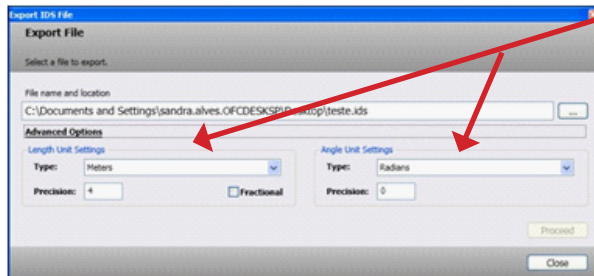 Export IDS File
Export File
Select a file to export.
File name and location
C:\Documents and Settings\sandra.alves.OFCDESKSP\Desktop\teste.ids
...
Advanced Options
Length Unit Settings
Angle Unit Settings
Type: Meters
Type: Radians
Precision: 4
Fractional
Precision: 0
Proceed
Close